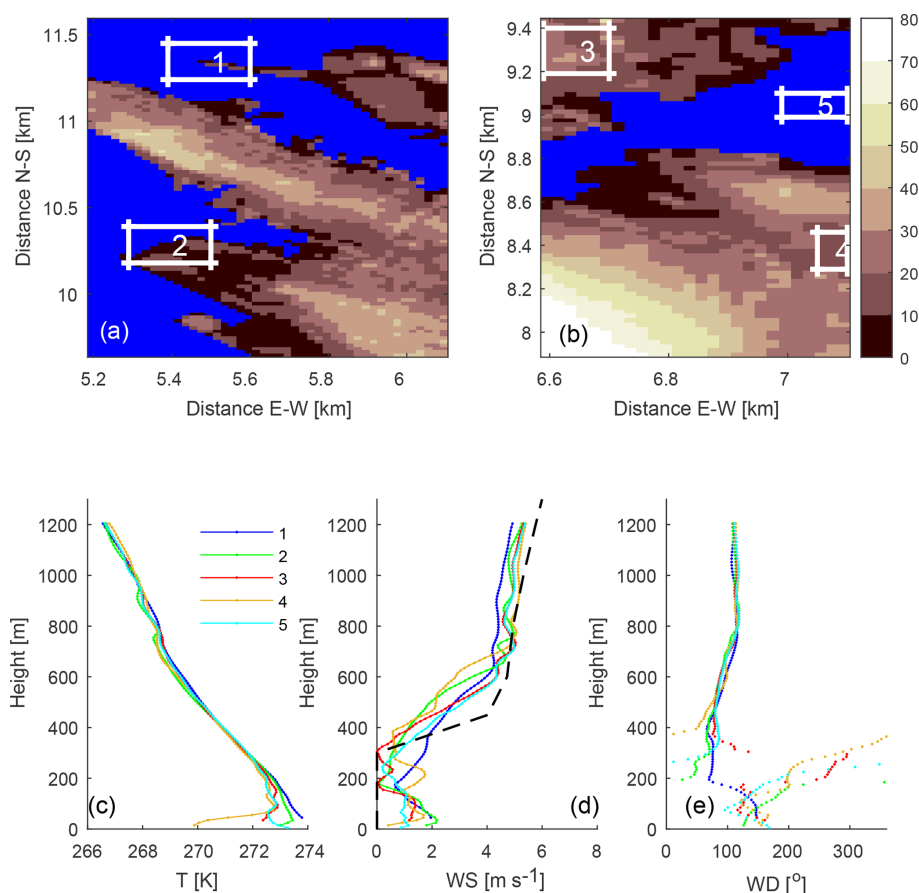 11.5
11
10.5
10
Distance N-S [km]
1
2
(a)
5.2 5.4 5.6 5.8 6
Distance E-W [km]
9.4
9.2
9
8.8
8.6
8.4
8.2
8
Distance N-S [km]
3
5
4
(b)
6.6 6.8 7
Distance E-W [km]
80
70
60
50
40
30
20
10
0
1200
1000
800
600
400
200
0
Height [m]
1
2
3
4
5
(c)
266 268 270 272 274
T [K]
1200
1000
800
600
400
200
0
Height [m]
(d)
0 2 4 6 8
WS [m s-1]
1200
1000
800
600
400
200
0
Height [m]
(e)
0 100 200 300
WD [o]